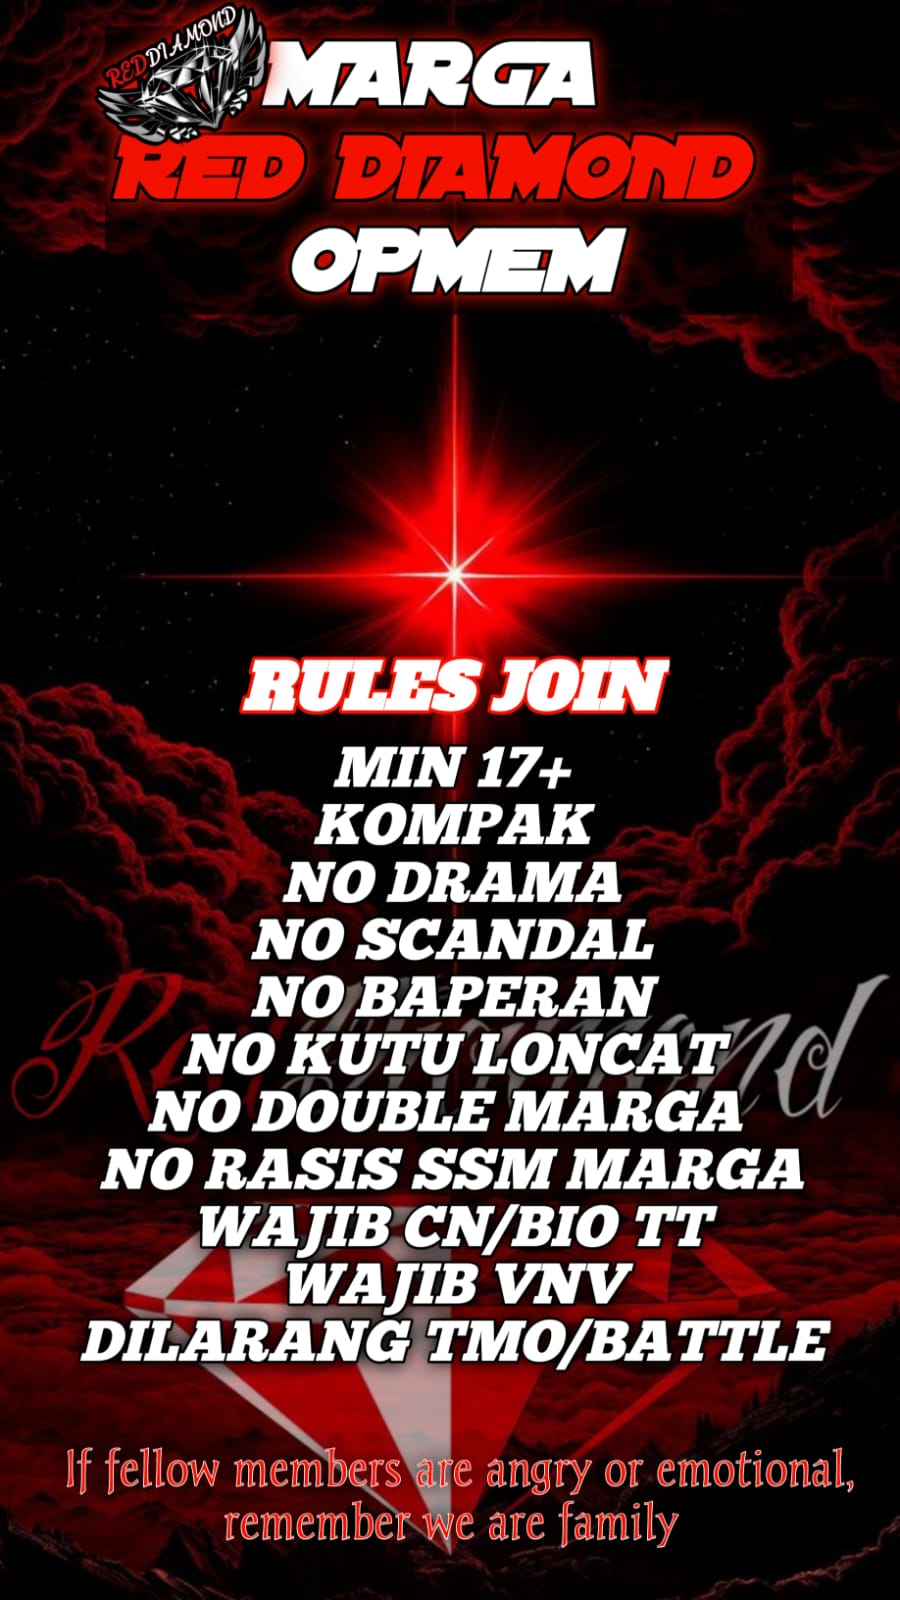 REDDIAMOND
MARGA
RED DIAMOND
OPMEM
RULES JOIN
MIN 17+
KOMPAK
NO DRAMA
NO SCANDAL
NO BAPERAN
NO KUTU LONCAT
Red Diamond
NO DOUBLE MARGA
NO RASIS SSM MARGA
WAJIB CN/BIO TT
WAJIB VNV
DILARANG TMO/BATTLE
If fellow members are angry or emotional,
remember we are family